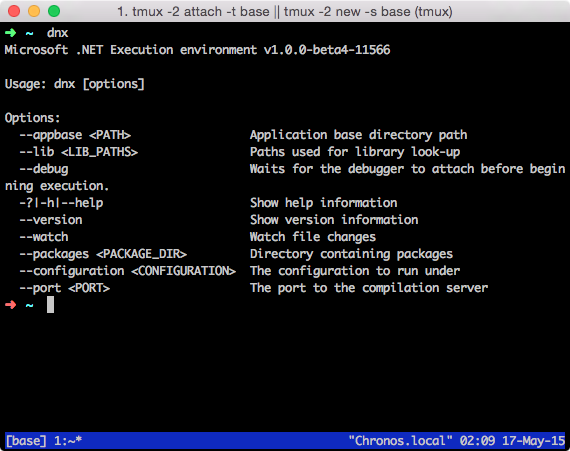 1. tmux -2 attach -t base || tmux -2 new -s base (tmux)
➜ ~ dnx
Microsoft .NET Execution environment v1.0.0-beta4-11566
Usage: dnx [options]
Options:
--appbase <PATH> Application base directory path
--lib <LIB_PATHS> Paths used for library look-up
--debug Waits for the debugger to attach before begin
ning execution.
-?|-h|--help Show help information
--version Show version information
--watch Watch file changes
--packages <PACKAGE_DIR> Directory containing packages
--configuration <CONFIGURATION> The configuration to run under
--port <PORT> The port to the compilation server
➜ ~
[base] 1:~* "Chronos.local" 02:09 17-May-15